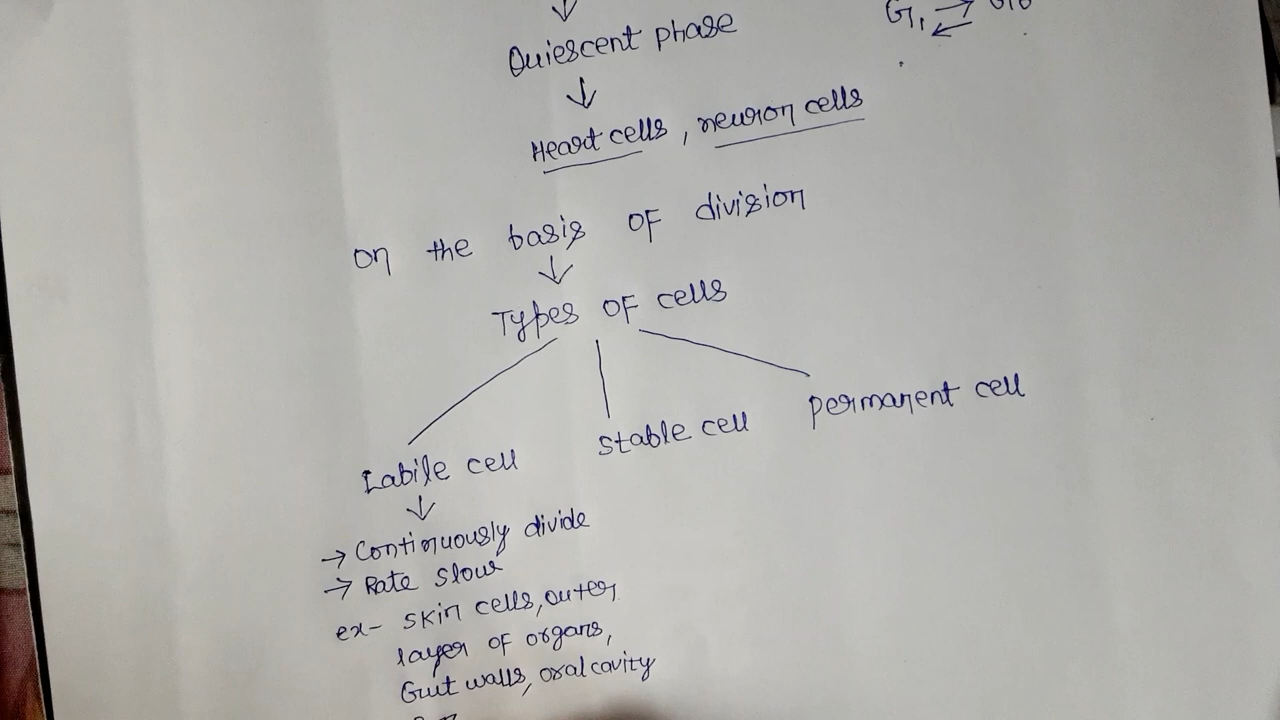 Quiescent phase
G1 ⇌
↓
Heart cells, neuron cells
on the basis OF division
↓
Types OF cells
Labile cell
stable cell
permanent cell
↓
→ Continuously divide
→ Rate slow
ex- skin cells, outer
layer of organs,
Gut walls, oral cavity